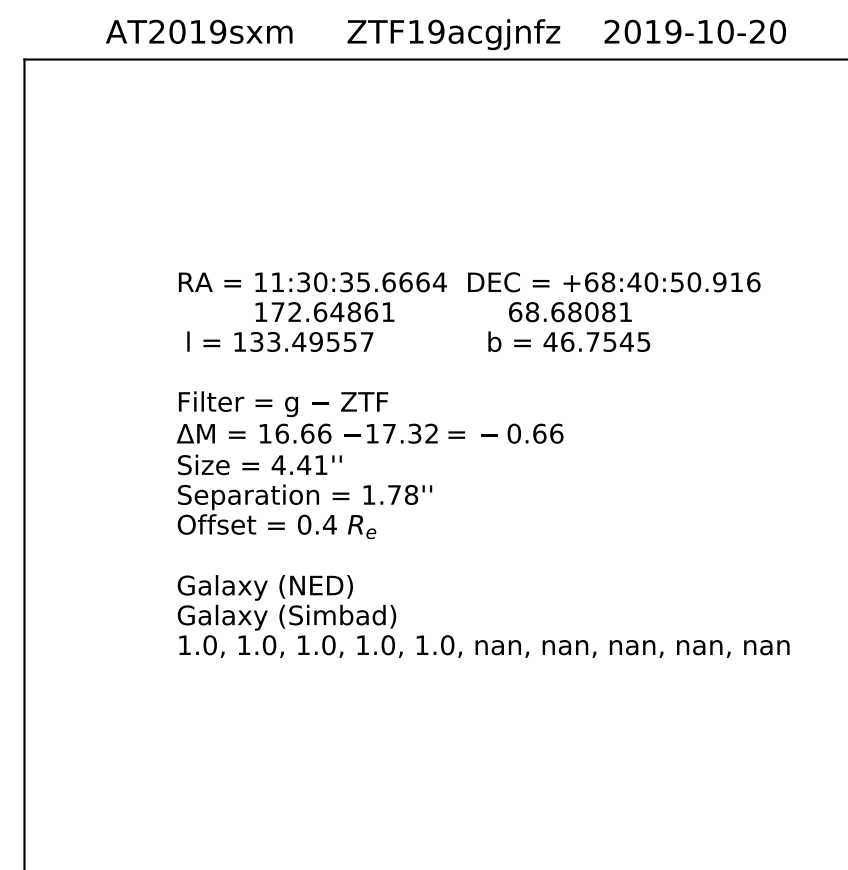 AT2019sxm ZTF19acgjnfz 2019-10-20
RA = 11:30:35.6664 DEC = +68:40:50.916
172.64861 68.68081
l = 133.49557 b = 46.7545
Filter = g − ZTF
ΔM = 16.66 −17.32 = − 0.66
Size = 4.41''
Separation = 1.78''
Offset = 0.4 Re
Galaxy (NED)
Galaxy (Simbad)
1.0, 1.0, 1.0, 1.0, 1.0, nan, nan, nan, nan, nan